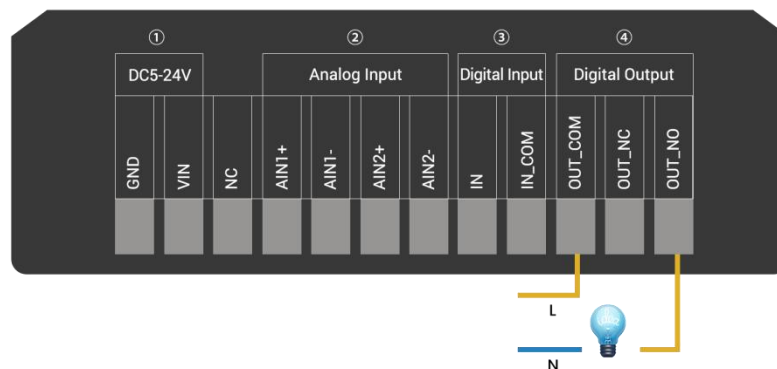 ① ② ③ ④
DC5-24V Analog Input Digital Input Digital Output
GND VIN NC AIN1+ AIN1- AIN2+ AIN2- IN IN_COM OUT_COM OUT_NC OUT_NO
L
N